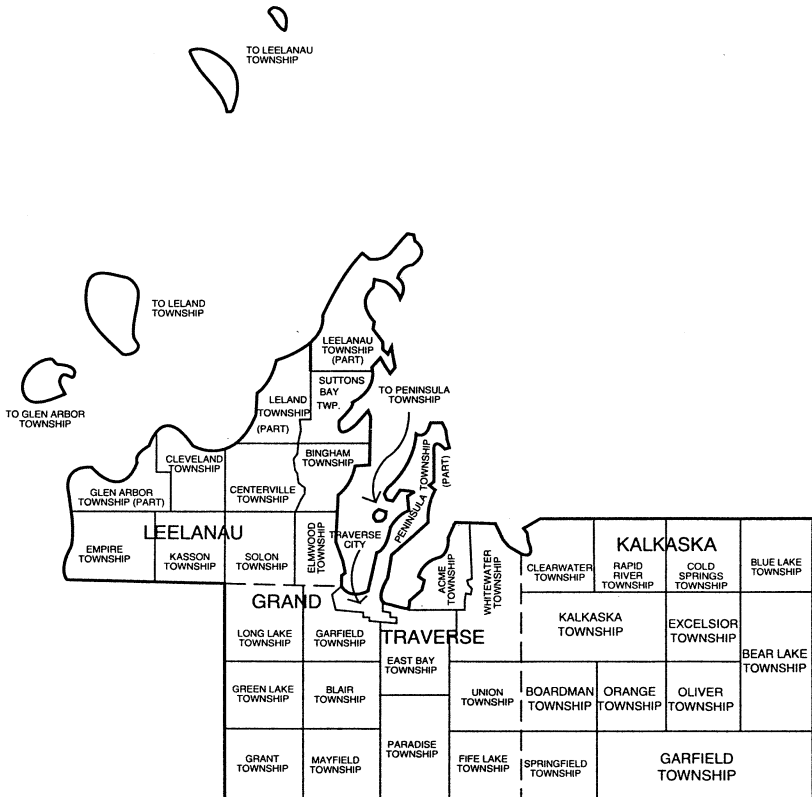 TO LEELANAU
TOWNSHIP
TO LELAND
TOWNSHIP
TO GLEN ARBOR
TOWNSHIP
LEELANAU
TOWNSHIP
(PART)
SUTTONS
BAY
TWP.
TO PENINSULA
TOWNSHIP
LELAND
TOWNSHIP
(PART)
CLEVELAND
TOWNSHIP
BINGHAM
TOWNSHIP
PENINSULA TOWNSHIP
(PART)
GLEN ARBOR
TOWNSHIP (PART)
CENTERVILLE
TOWNSHIP
LEELANAU
EMPIRE
TOWNSHIP
KASSON
TOWNSHIP
SOLON
TOWNSHIP
ELMWOOD
TOWNSHIP
TRAVERSE
CITY
ACME
TOWNSHIP
WHITEWATER
TOWNSHIP
KALKASKA
CLEARWATER
TOWNSHIP
RAPID
RIVER
TOWNSHIP
COLD
SPRINGS
TOWNSHIP
BLUE LAKE
TOWNSHIP
GRAND
TRAVERSE
LONG LAKE
TOWNSHIP
GARFIELD
TOWNSHIP
EAST BAY
TOWNSHIP
KALKASKA
TOWNSHIP
EXCELSIOR
TOWNSHIP
BEAR LAKE
TOWNSHIP
GREEN LAKE
TOWNSHIP
BLAIR
TOWNSHIP
UNION
TOWNSHIP
BOARDMAN
TOWNSHIP
ORANGE
TOWNSHIP
OLIVER
TOWNSHIP
GRANT
TOWNSHIP
MAYFIELD
TOWNSHIP
PARADISE
TOWNSHIP
FIFE LAKE
TOWNSHIP
SPRINGFIELD
TOWNSHIP
GARFIELD
TOWNSHIP